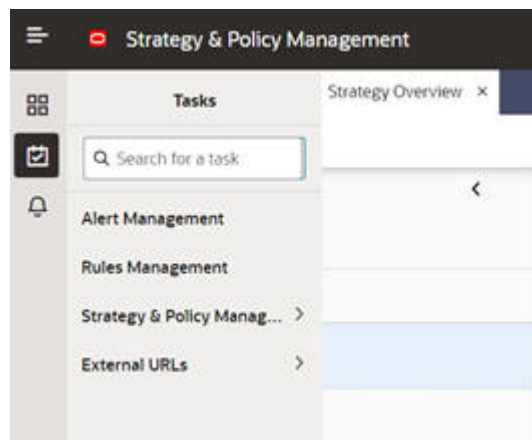 Strategy & Policy Management
Tasks
Strategy Overview ×
Search for a task
Alert Management
Rules Management
Strategy & Policy Manag...
External URLs